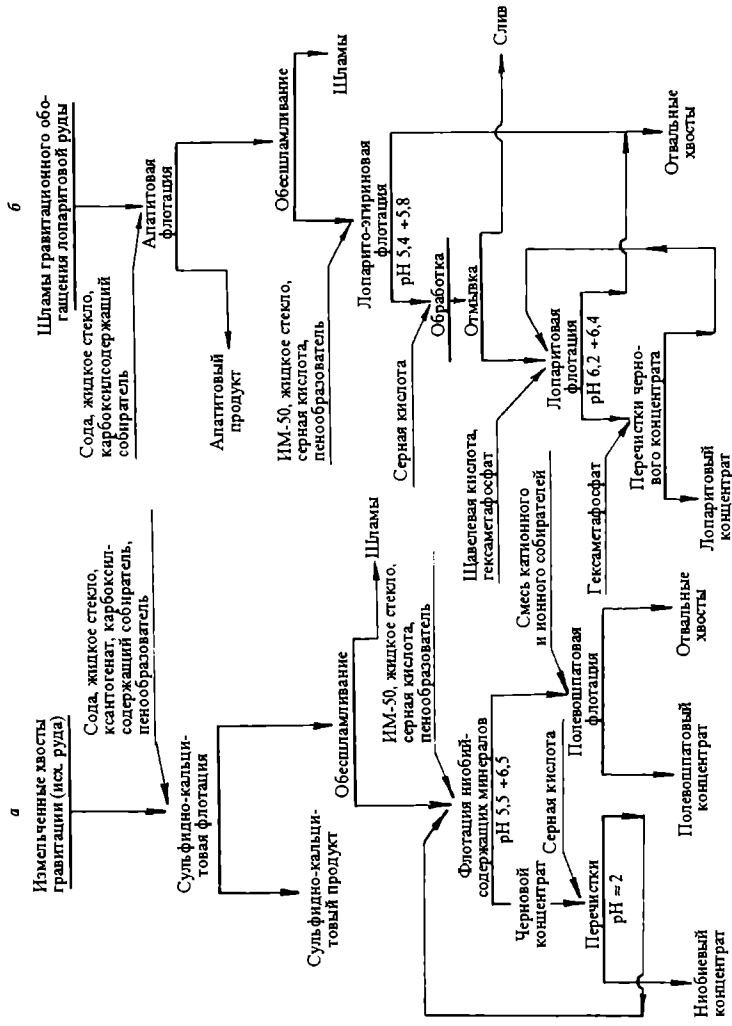 а
Измельченные хвосты
гравитации (исх. руда)
Сода, жидкое стекло,
ксантогенат, карбоксил-
содержащий собиратель,
пенообразователь
Сульфидно-кальци-
товая флотация
Сульфидно-кальци-
товый продукт
Обесшламливание
Шламы
ИМ-50, жидкое стекло,
серная кислота,
пенообразователь
Флотация ниобий-
содержащих минералов
pH 5,5 ÷6,5
Черновой
концентрат
Серная кислота
Смесь катионного
и ионного собирателей
Перечистки
pH ≈ 2
Полевошпатовая
флотация
Ниобиевый
концентрат
Полевошпатовый
концентрат
Отвальные
хвосты
б
Шламы гравитационного обо-
гащения лопаритовой руды
Сода, жидкое стекло,
карбоксилсодержащий
собиратель
Апатитовая
флотация
Апатитовый
продукт
Обесшламливание
Шламы
ИМ-50, жидкое стекло,
серная кислота,
пенообразователь
Лопарито-эгириновая
флотация
pH 5,4 ÷5,8
Серная кислота
Обработка
Отмывка
Слив
Щавелевая кислота,
гексаметафосфат
Лопаритовая
флотация
pH 6,2 ÷6,4
Гексаметафосфат
Перечистки черно-
вого концентрата
Лопаритовый
концентрат
Отвальные
хвосты